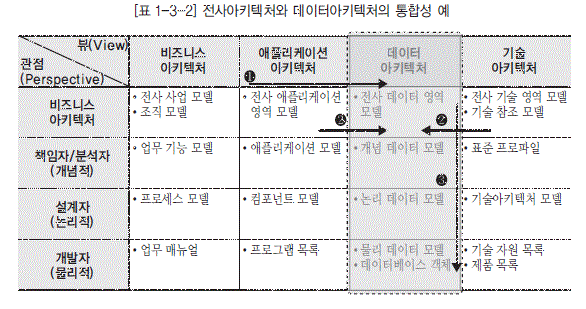 [표 1-3-2] 전사아키텍처와 데이터아키텍처의 통합성 예
뷰(View)
관점
(Perspective)
비즈니스
아키텍처
애플리케이션
아키텍처
데이터
아키텍처
기술
아키텍처
❶
비즈니스
아키텍처
• 전사 사업 모델
• 조직 모델
• 전사 애플리케이션
영역 모델
• 전사 데이터 영역
모델
• 전사 기술 영역 모델
• 기술 참조 모델
❷
❷
책임자/분석자
(개념적)
• 업무 기능 모델
• 애플리케이션 모델
• 개념 데이터 모델
• 표준 프로파일
❸
설계자
(논리적)
• 프로세스 모델
• 컴포넌트 모델
• 논리 데이터 모델
• 기술아키텍처 모델
개발자
(물리적)
• 업무 매뉴얼
• 프로그램 목록
• 물리 데이터 모델
• 데이터베이스 객체
• 기술 자원 목록
• 제품 목록